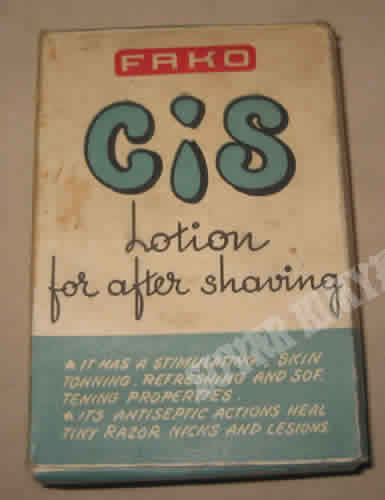 FAKO
CiS
Lotion
for after shaving
IT HAS A STIMULATING, SKIN
TONNING. REFRESHING AND SOF_
TENING PROPERTIES.
ITS ANTISEPTIC ACTIONS HEAL
TINY RAZOR NICKS AND LESIONS